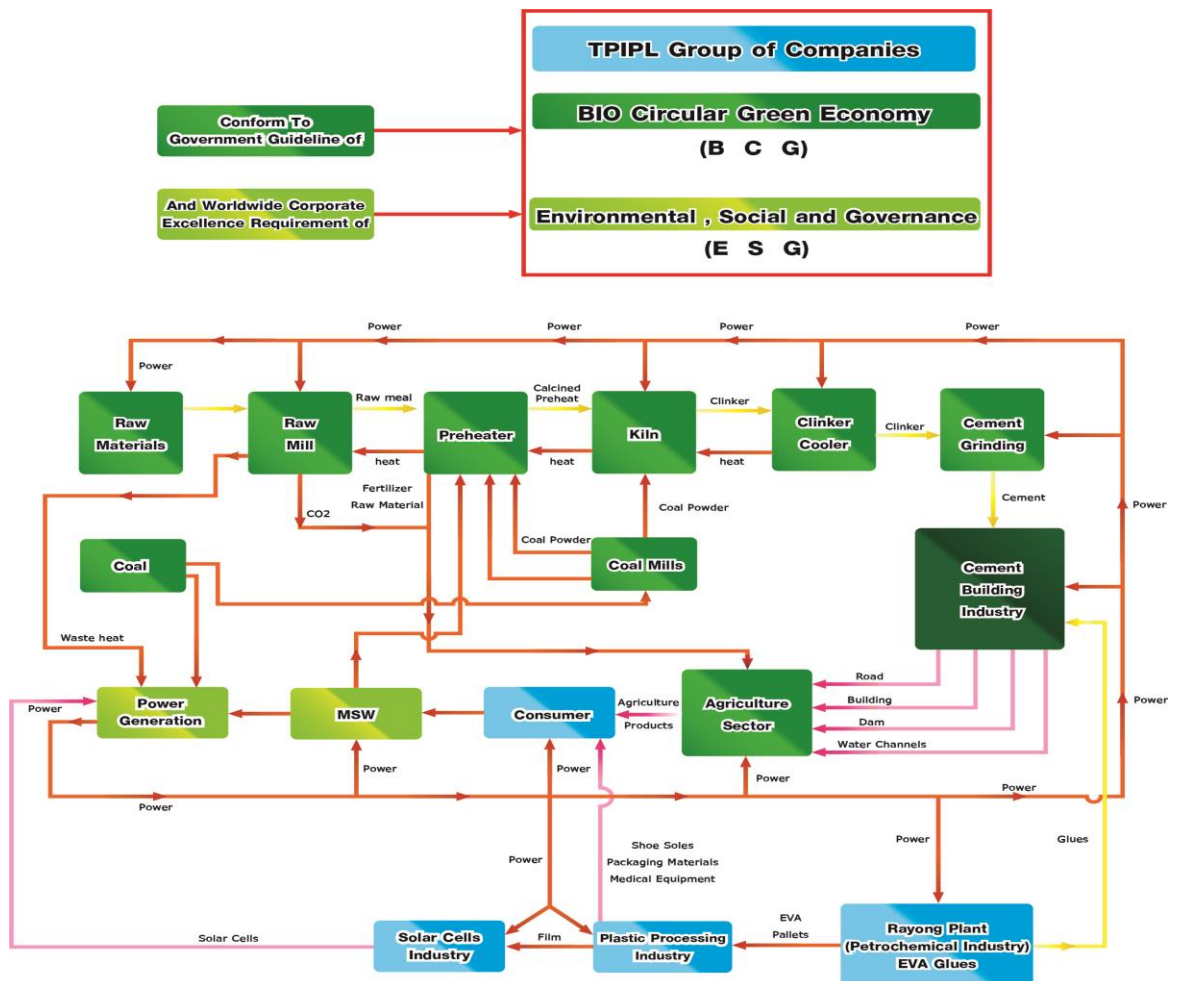 TPIPL Group of Companies
Conform To
Government Guideline of
BIO Circular Green Economy
(B C G)
And Worldwide Corporate
Excellence Requirement of
Environmental , Social and Governance
(E S G)
Power
Power
Power
Power
Power
Raw
Materials
Raw meal
Raw
Mill
heat
Preheater
Calcined
Preheat
heat
Kiln
Clinker
heat
Clinker
Cooler
Clinker
Cement
Grinding
Fertilizer
Raw Material
CO2
Coal Powder
Cement
Power
Coal
Coal Powder
Coal Mills
Cement
Building
Industry
Waste heat
Road
Building
Dam
Water Channels
Power
Power
Generation
MSW
Consumer
Agriculture
Products
Agriculture
Sector
Power
Power
Power
Power
Power
Power
Power
Power
Glues
Shoe Soles
Packaging Materials
Medical Equipment
Solar Cells
Solar Cells
Industry
Film
Plastic Processing
Industry
EVA
Pallets
Rayong Plant
(Petrochemical Industry)
EVA Glues